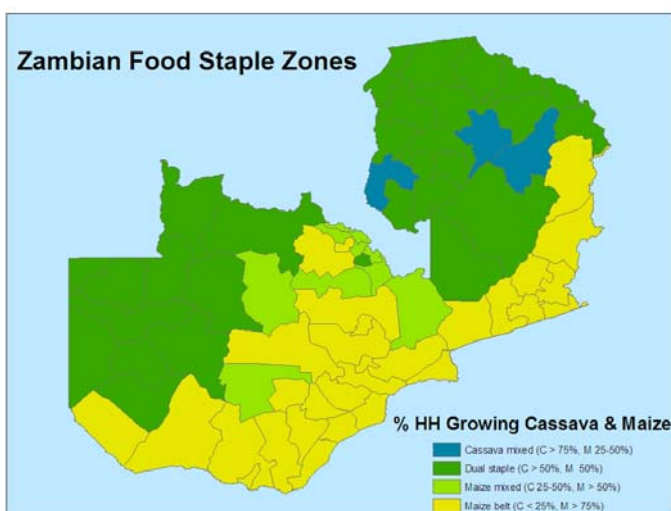 Zambian Food Staple Zones
% HH Growing Cassava & Maize
Cassava mixed (C > 75%, M 25-50%)
Dual staple (C > 50%, M 50%)
Maize mixed (C 25-50%, M > 50%)
Maize belt (C < 25%, M > 75%)